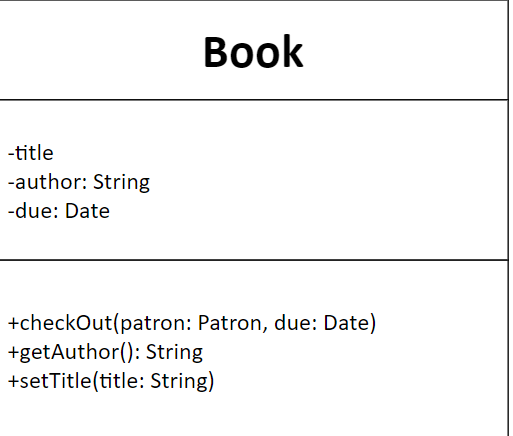 Book
-title
-author: String
-due: Date
+checkOut(patron: Patron, due: Date)
+getAuthor(): String
+setTitle(title: String)